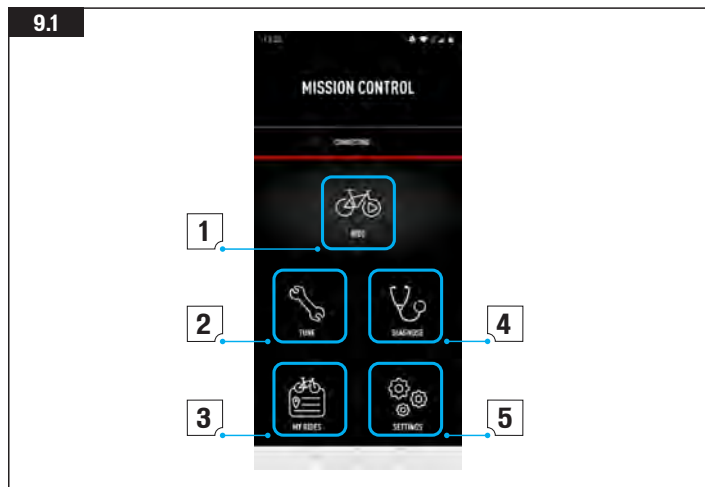 9.1
MISSION CONTROL
RIDE
1
TUNE
DIAGNOSE
2
4
MY RIDES
SETTINGS
3
5